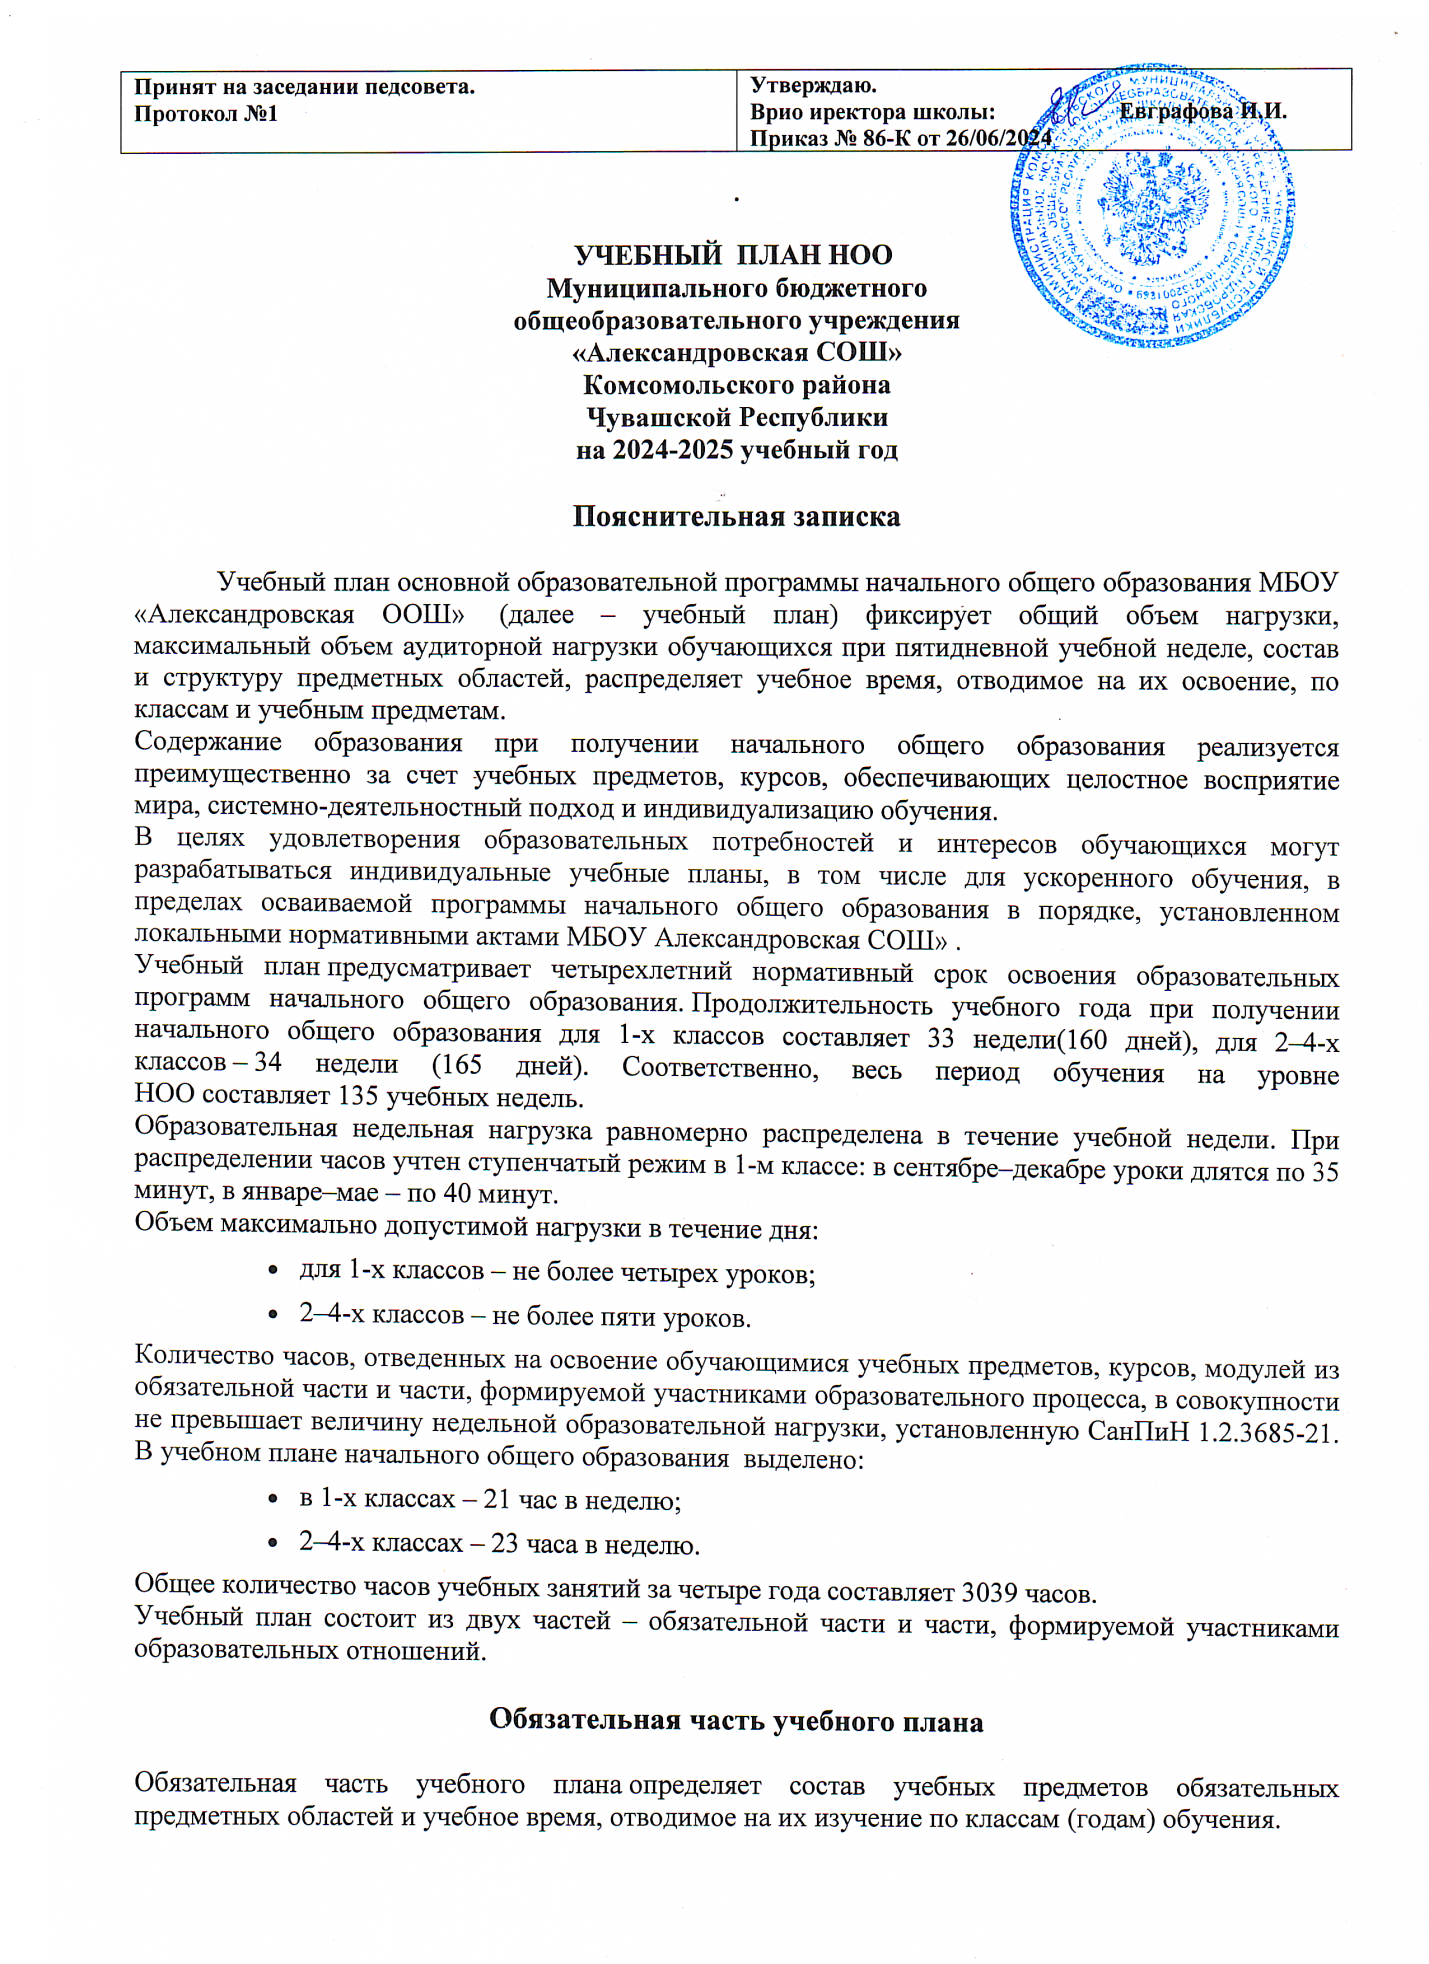 Принят на заседании педсовета.
Протокол №1
Утверждаю.
Врио иректора школы: Евграфова И.И.
Приказ № 86-К от 26/06/2024
УЧЕБНЫЙ ПЛАН НОО
Муниципального бюджетного
общеобразовательного учреждения
«Александровская СОШ»
Комсомольского района
Чувашской Республики
на 2024-2025 учебный год
Пояснительная записка
Учебный план основной образовательной программы начального общего образования МБОУ
«Александровская ООШ» (далее – учебный план) фиксирует общий объем нагрузки,
максимальный объем аудиторной нагрузки обучающихся при пятидневной учебной неделе, состав
и структуру предметных областей, распределяет учебное время, отводимое на их освоение, по
классам и учебным предметам.
Содержание образования при получении начального общего образования реализуется
преимущественно за счет учебных предметов, курсов, обеспечивающих целостное восприятие
мира, системно-деятельностный подход и индивидуализацию обучения.
В целях удовлетворения образовательных потребностей и интересов обучающихся могут
разрабатываться индивидуальные учебные планы, в том числе для ускоренного обучения, в
пределах осваиваемой программы начального общего образования в порядке, установленном
локальными нормативными актами МБОУ Александровская СОШ» .
Учебный план предусматривает четырехлетний нормативный срок освоения образовательных
программ начального общего образования. Продолжительность учебного года при получении
начального общего образования для 1-х классов составляет 33 недели(160 дней), для 2–4-х
классов – 34 недели (165 дней). Соответственно, весь период обучения на уровне
НОО составляет 135 учебных недель.
Образовательная недельная нагрузка равномерно распределена в течение учебной недели. При
распределении часов учтен ступенчатый режим в 1-м классе: в сентябре–декабре уроки длятся по 35
минут, в январе–мае – по 40 минут.
Объем максимально допустимой нагрузки в течение дня:
• для 1-х классов – не более четырех уроков;
• 2–4-х классов – не более пяти уроков.
Количество часов, отведенных на освоение обучающимися учебных предметов, курсов, модулей из
обязательной части и части, формируемой участниками образовательного процесса, в совокупности
не превышает величину недельной образовательной нагрузки, установленную СанПиН 1.2.3685-21.
В учебном плане начального общего образования выделено:
• в 1-х классах – 21 час в неделю;
• 2–4-х классах – 23 часа в неделю.
Общее количество часов учебных занятий за четыре года составляет 3039 часов.
Учебный план состоит из двух частей – обязательной части и части, формируемой участниками
образовательных отношений.
Обязательная часть учебного плана
Обязательная часть учебного плана определяет состав учебных предметов обязательных
предметных областей и учебное время, отводимое на их изучение по классам (годам) обучения.